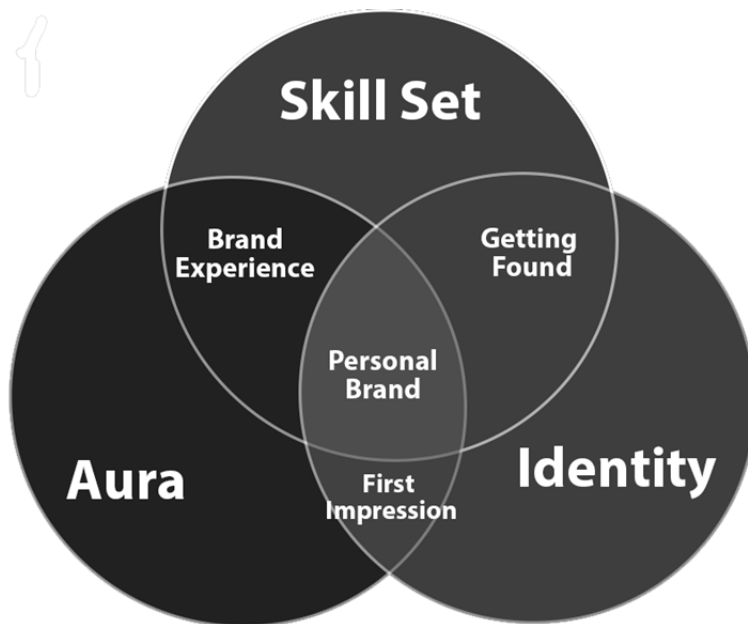 Skill Set
Brand
Experience
Getting
Found
Personal
Brand
Aura
Identity
First
Impression